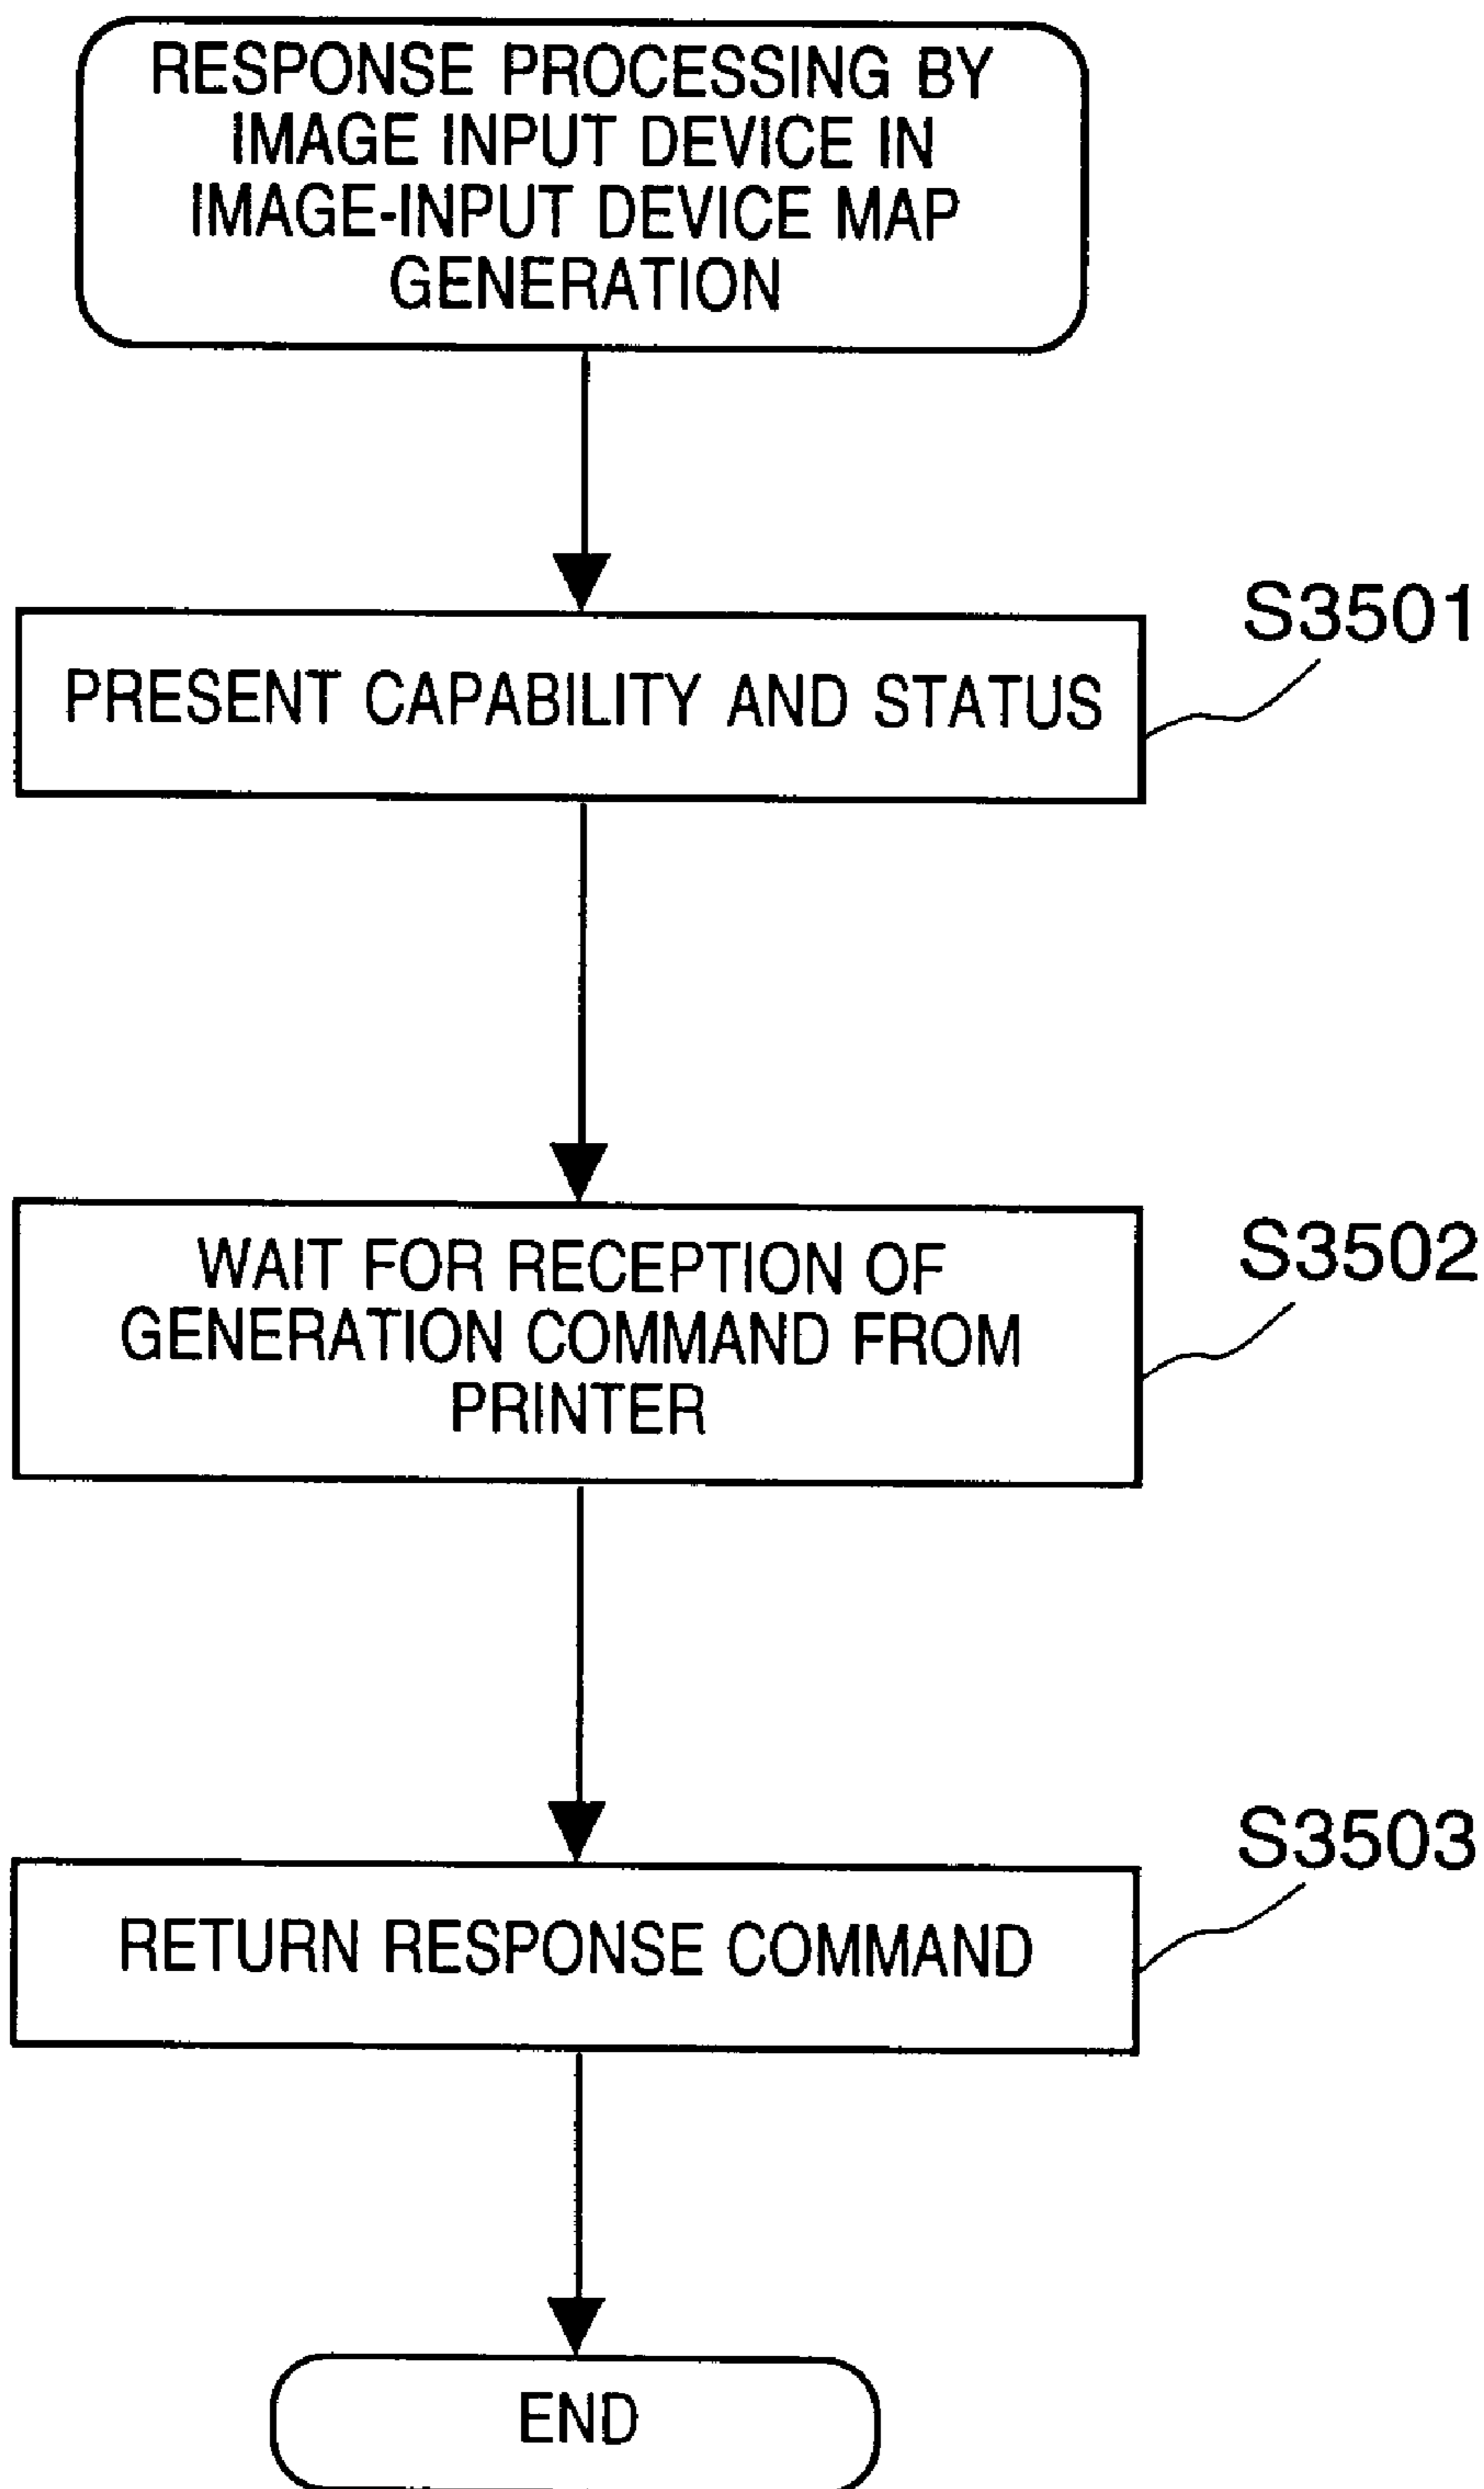 RESPONSE PROCESSING BY
IMAGE INPUT DEVICE IN
IMAGE-INPUT DEVICE MAP
GENERATION
S3501
PRESENT CAPABILITY AND STATUS
S3502
WAIT FOR RECEPTION OF
GENERATION COMMAND FROM
PRINTER
S3503
RETURN RESPONSE COMMAND
END